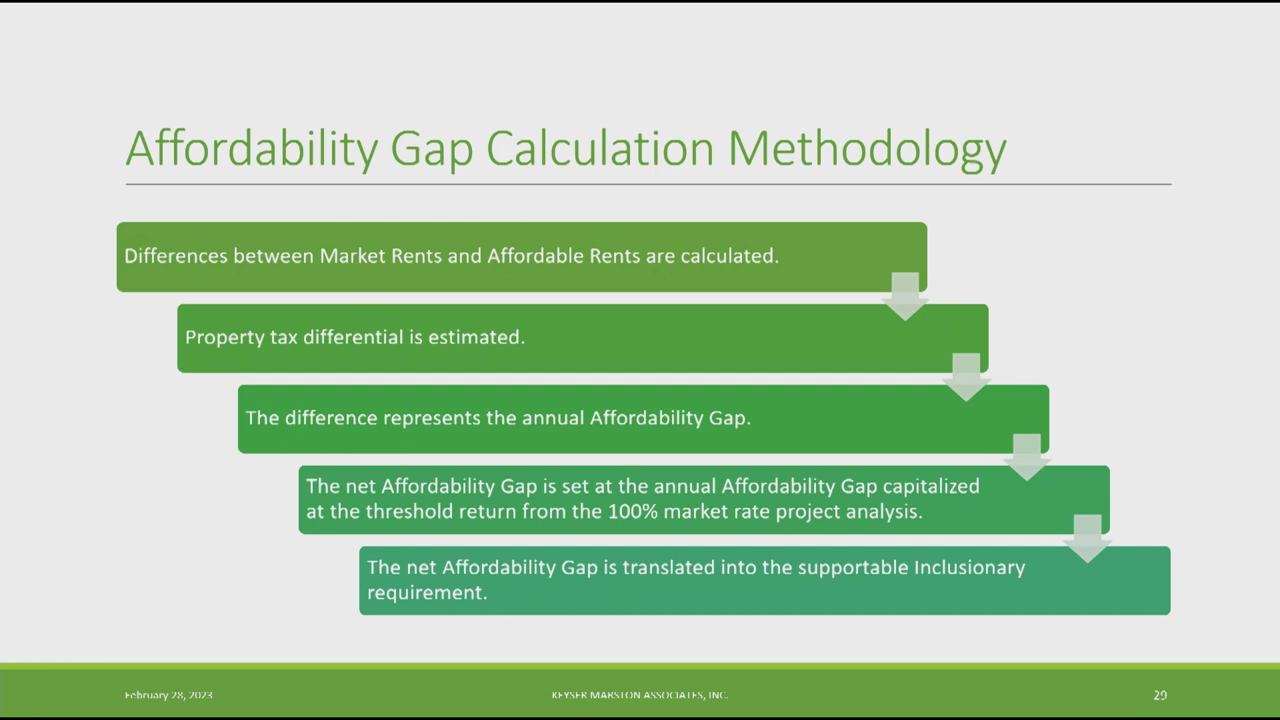 Affordability Gap Calculation Methodology
Differences between Market Rents and Affordable Rents are calculated.
Property tax differential is estimated.
The difference represents the annual Affordability Gap.
The net Affordability Gap is set at the annual Affordability Gap capitalized
at the threshold return from the 100% market rate project analysis.
The net Affordability Gap is translated into the supportable Inclusionary
requirement.
February 28, 2023
KEYSER MARSTON ASSOCIATES, INC.
29